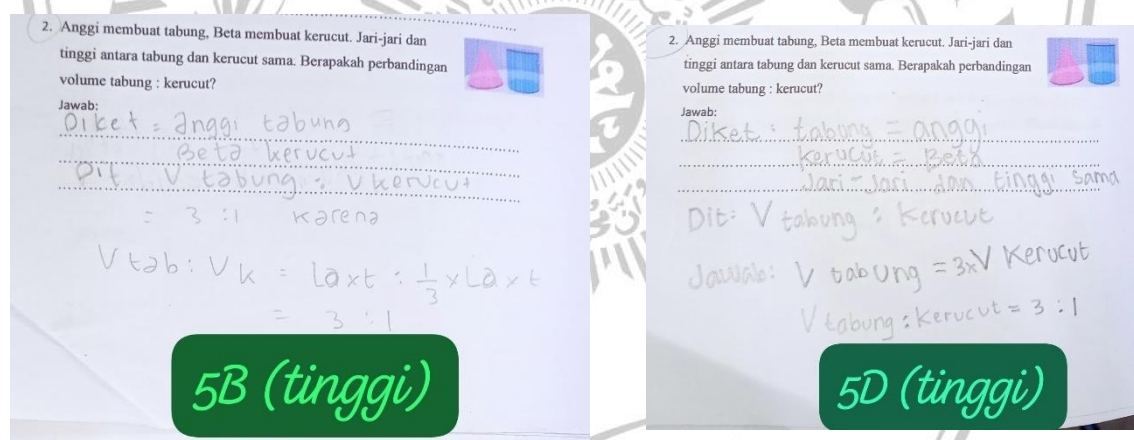 2. Anggi membuat tabung, Beta membuat kerucut. Jari-jari dan
tinggi antara tabung dan kerucut sama. Berapakah perbandingan
volume tabung : kerucut?
Jawab:
Diket = anggi tabung
Beta kerucut
Dit V tabung : V kerucut
= 3 : 1 karena
V tab : V k = La x t : 1/3 x La x t
= 3 : 1
5B (tinggi)
2. Anggi membuat tabung, Beta membuat kerucut. Jari-jari dan
tinggi antara tabung dan kerucut sama. Berapakah perbandingan
volume tabung : kerucut?
Jawab:
Diket : tabung = anggi
Kerucut = Beta
Jari-Jari dan tinggi sama
Dit: V tabung : Kerucut
Jawab: V tabung = 3x V Kerucut
V tabung : Kerucut = 3 : 1
5D (tinggi)